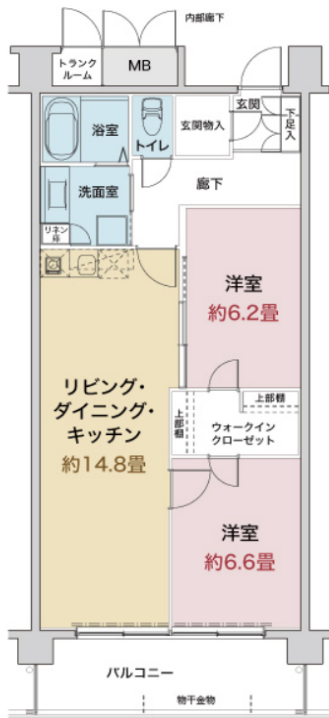 内部廊下
トランク
ルーム
MB
浴室
トイレ
玄関物入
玄関
下足入
洗面室
廊下
リネン
庫
洋室
約6.2畳
リビング・
ダイニング・
キッチン
約14.8畳
上部棚
上部棚
ウォークイン
クローゼット
洋室
約6.6畳
バルコニー
物干金物